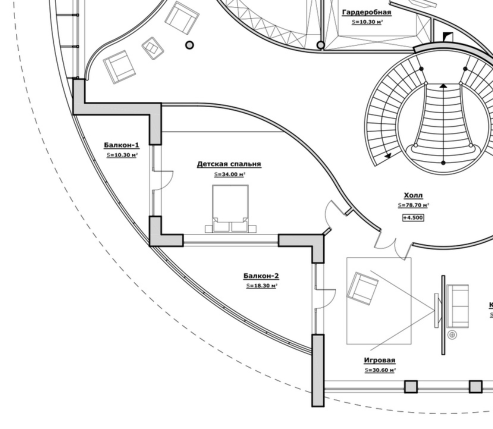 Гардеробная
S=10.30 м²
Балкон-1
S=10.30 м²
Детская спальня
S=34.00 м²
Холл
S=78.70 м²
+4.500
Балкон-2
S=18.30 м²
Игровая
S=30.60 м²